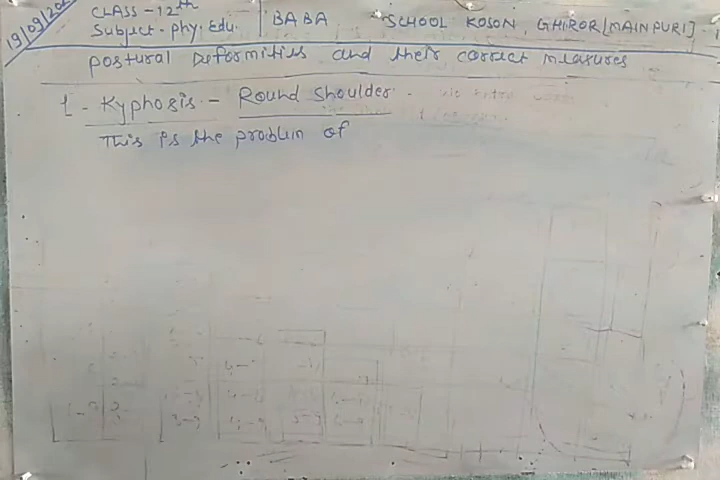 19/09/20
CLASS - 12th BABA SCHOOL KOSON, GHIROR [MAINPURI]
Subject - phy. Edu.
postural Deformities and their correct measures
1 - Kyphosis - Round Shoulder -
This is the problem of